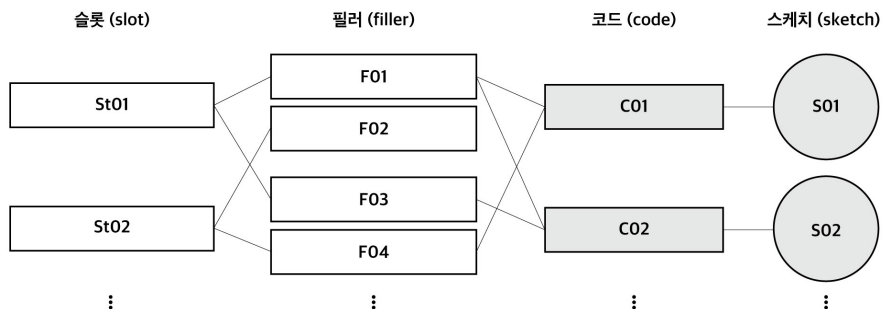 슬롯 (slot) 필러 (filler) 코드 (code) 스케치 (sketch)
F01
St01 C01 S01
F02
F03
St02 C02 S02
F04